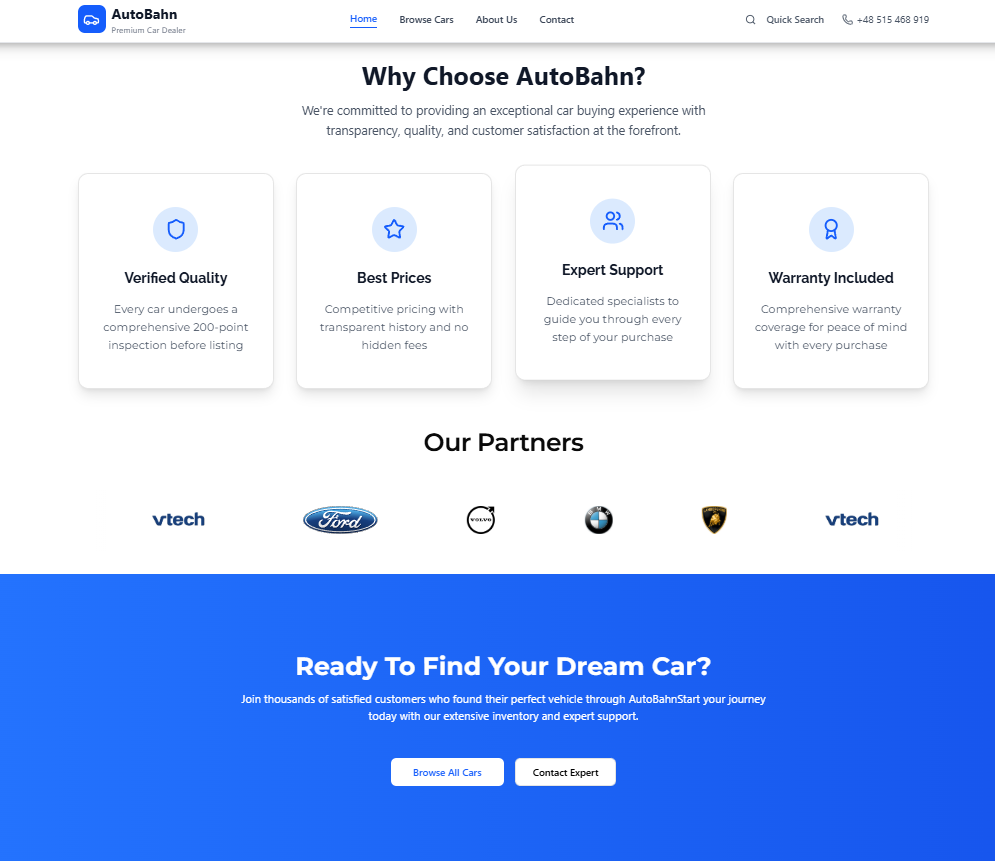 AutoBahn
Premium Car Dealer
Home
Browse Cars
About Us
Contact
Quick Search
+48 515 468 919
Why Choose AutoBahn?
We're committed to providing an exceptional car buying experience with
transparency, quality, and customer satisfaction at the forefront.
Verified Quality
Every car undergoes a
comprehensive 200-point
inspection before listing
Best Prices
Competitive pricing with
transparent history and no
hidden fees
Expert Support
Dedicated specialists to
guide you through every
step of your purchase
Warranty Included
Comprehensive warranty
coverage for peace of mind
with every purchase
Our Partners
vtech
Ford
VOLVO
BMW
vtech
Ready To Find Your Dream Car?
Join thousands of satisfied customers who found their perfect vehicle through AutoBahnStart your journey
today with our extensive inventory and expert support.
Browse All Cars
Contact Expert